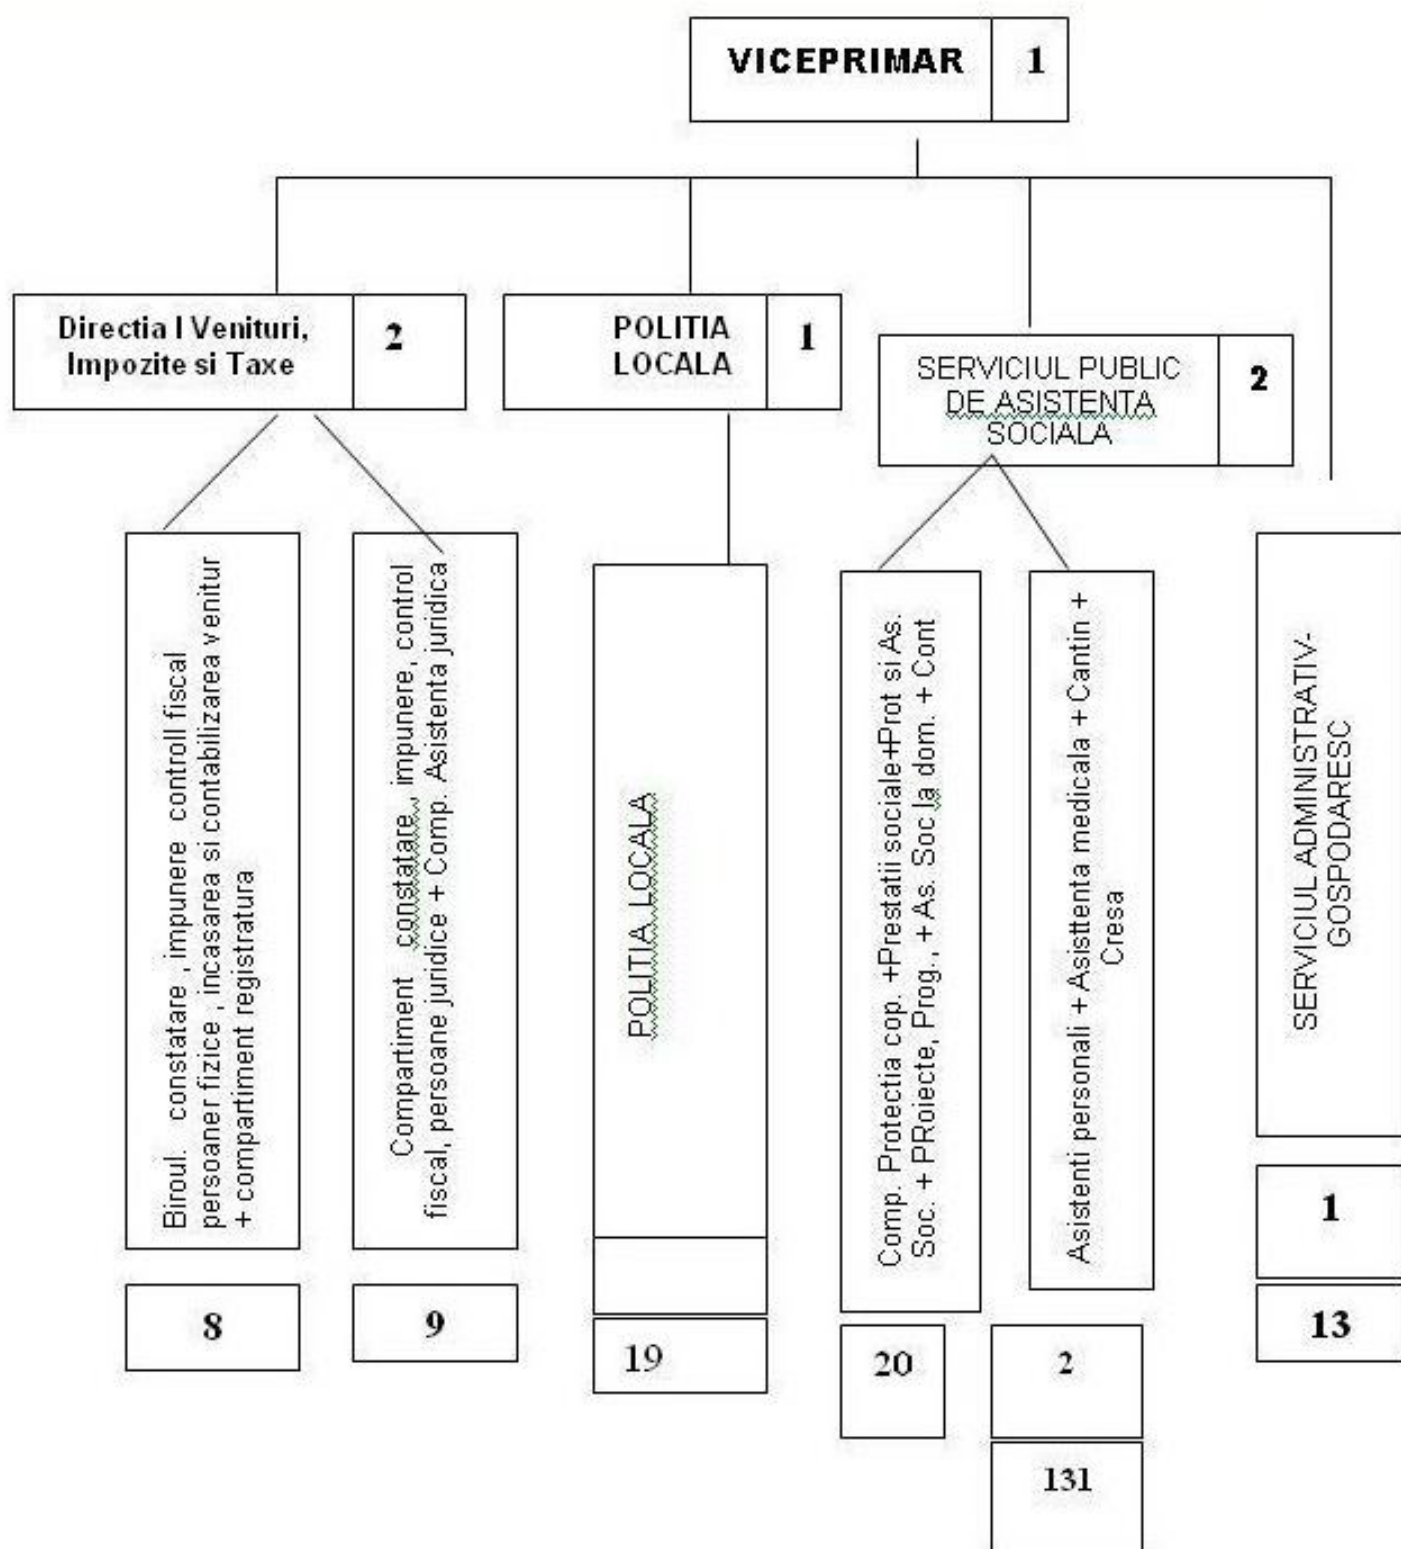 VICEPRIMAR
1
Directia I Venituri,
Impozite si Taxe
2
POLITIA
LOCALA
1
SERVICIUL PUBLIC
DE ASISTENTA
SOCIALA
2
Biroul. constatare , impunere controll fiscal
persoaner fizice , incasarea si contabilizarea venitur
+ compartiment registratura
8
Compartiment constatare , impunere, control
fiscal, persoane juridice + Comp. Asistenta juridica
9
POLITIA LOCALA
19
Comp. Protectia cop. +Prestatii sociale+Prot si As.
Soc. + PRoiecte, Prog., + As. Soc.la dom. + Cont
20
Asistenti personali + Asisttenta medicala + Cantin +
Cresa
2
131
SERVICIUL ADMINISTRATIV-
GOSPODARESC
1
13